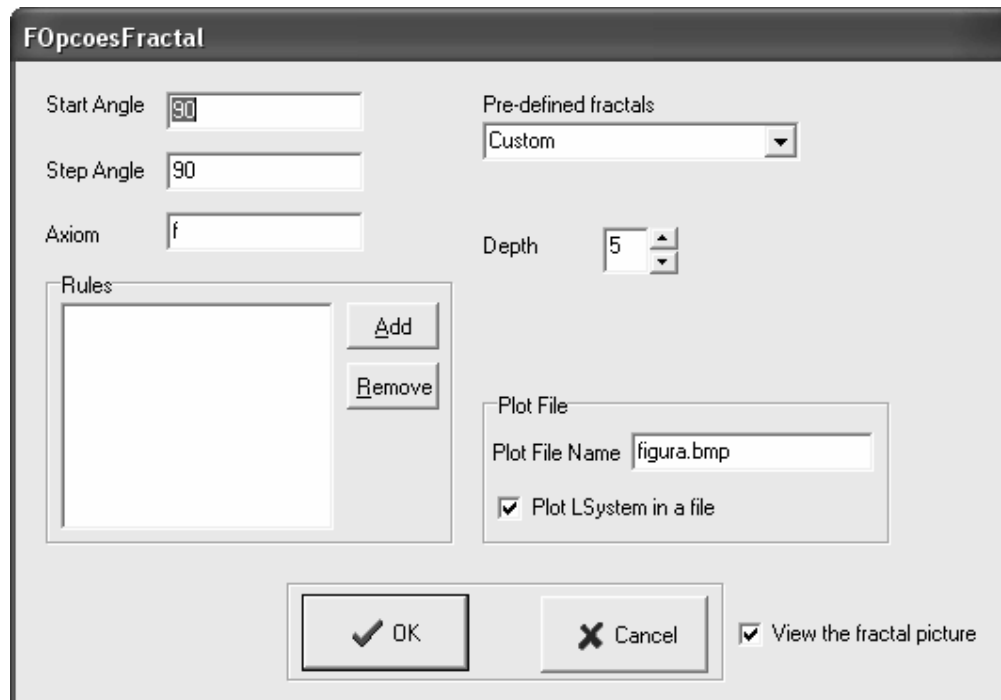 FOpcoesFractal
Start Angle 90
Pre-defined fractals
Custom
Step Angle 90
Axiom f
Depth 5
Rules
Add
Remove
Plot File
Plot File Name figura.bmp
Plot LSystem in a file
OK
Cancel
View the fractal picture